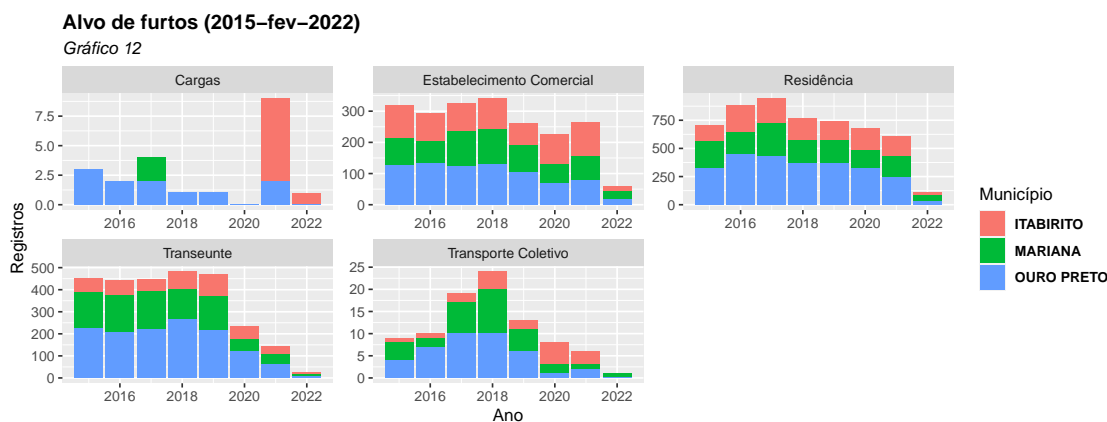 Alvo de furtos (2015–fev–2022)
Gráfico 12
Cargas
Estabelecimento Comercial
Residência
7.5
5.0
2.5
0.0
300
200
100
0
750
500
250
0
2016 2018 2020 2022
2016 2018 2020 2022
2016 2018 2020 2022
Transeunte
Transporte Coletivo
500
400
300
200
100
0
25
20
15
10
5
0
2016 2018 2020 2022
2016 2018 2020 2022
Registros
Ano
Município
ITABIRITO
MARIANA
OURO PRETO